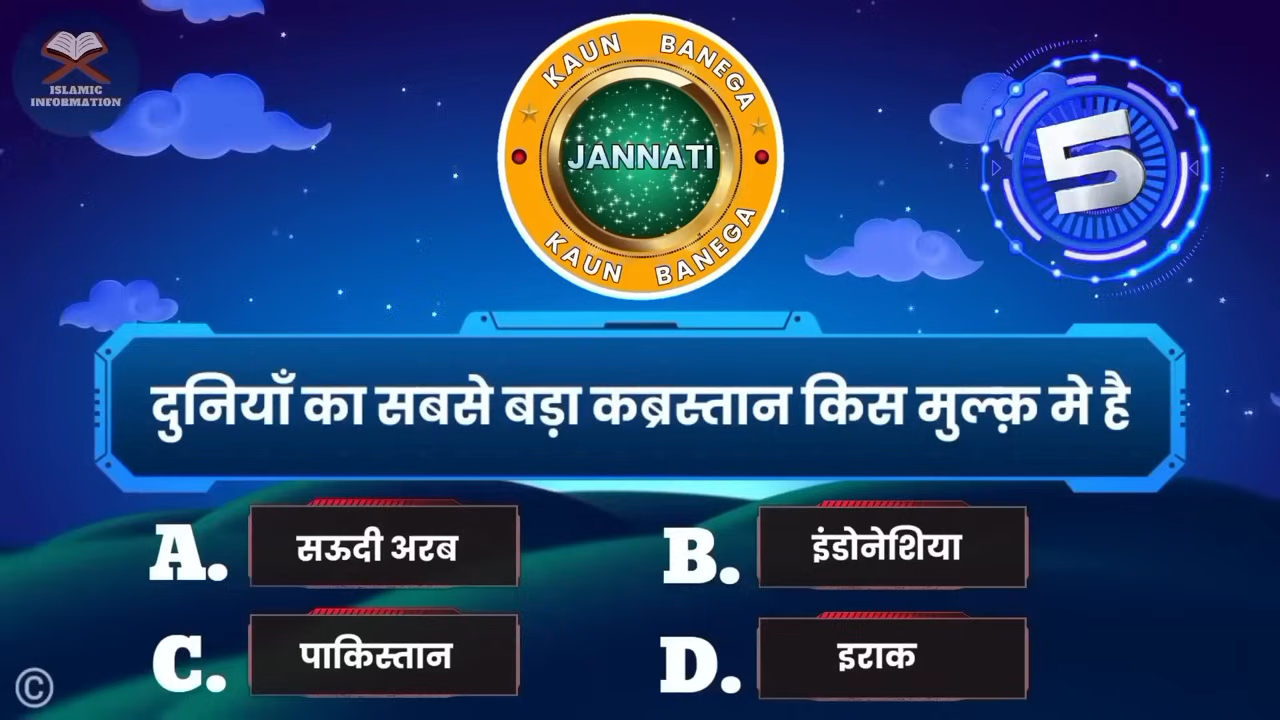 ISLAMIC
INFORMATION
KAUN BANEGA
JANNATI
KAUN BANEGA
5
दुनियाँ का सबसे बड़ा कब्रस्तान किस मुल्क़ मे है
A. सऊदी अरब
B. इंडोनेशिया
C. पाकिस्तान
D. इराक
©